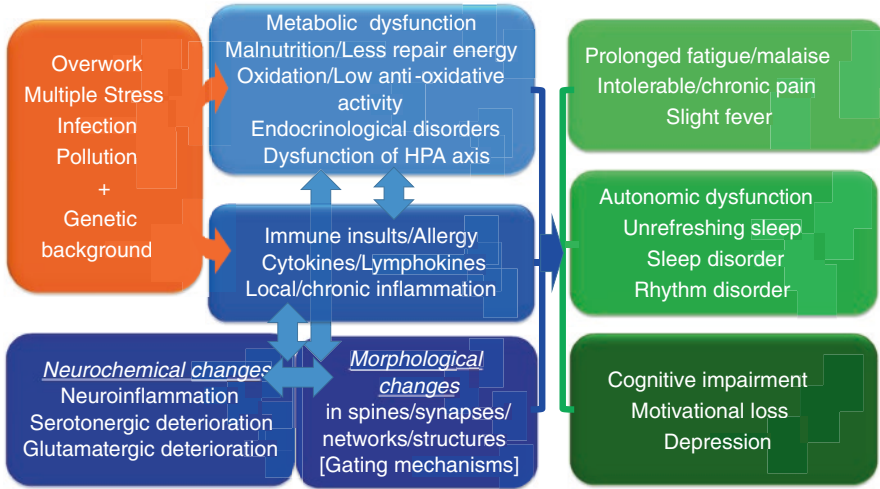 Overwork
Multiple Stress
Infection
Pollution
+
Genetic
background
Metabolic dysfunction
Malnutrition/Less repair energy
Oxidation/Low anti-oxidative
activity
Endocrinological disorders
Dysfunction of HPA axis
Immune insults/Allergy
Cytokines/Lymphokines
Local/chronic inflammation
Neurochemical changes
Neuroinflammation
Serotonergic deterioration
Glutamatergic deterioration
Morphological
changes
in spines/synapses/
networks/structures
[Gating mechanisms]
Prolonged fatigue/malaise
Intolerable/chronic pain
Slight fever
Autonomic dysfunction
Unrefreshing sleep
Sleep disorder
Rhythm disorder
Cognitive impairment
Motivational loss
Depression